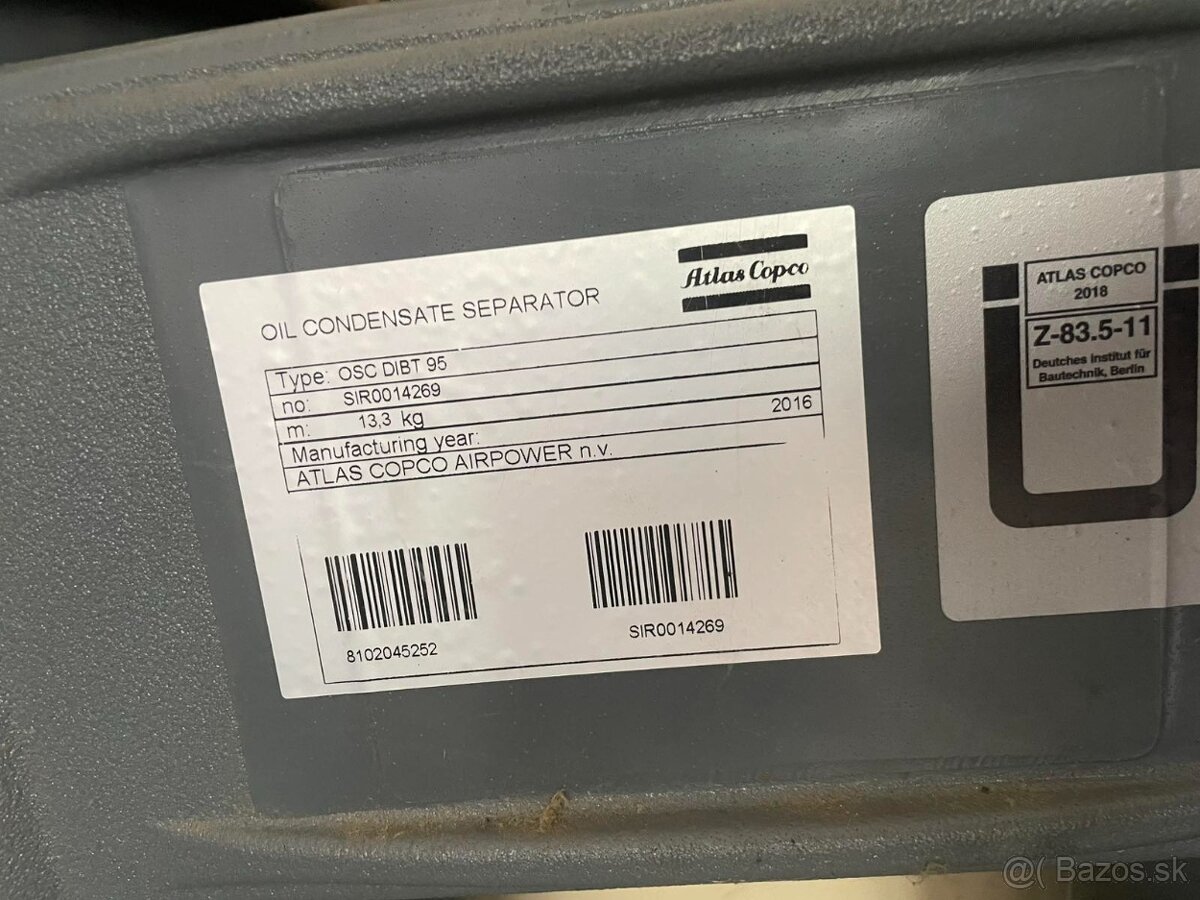 Atlas Copco
OIL CONDENSATE SEPARATOR
Type: OSC DIBT 95
no: SIR0014269
m: 13,3 kg
Manufacturing year: 2016
ATLAS COPCO AIRPOWER n.v.
8102045252
SIR0014269
ATLAS COPCO
2018
Z-83.5-11
Deutches Institut für
Bautechnik, Berlin
@( Bazos.sk